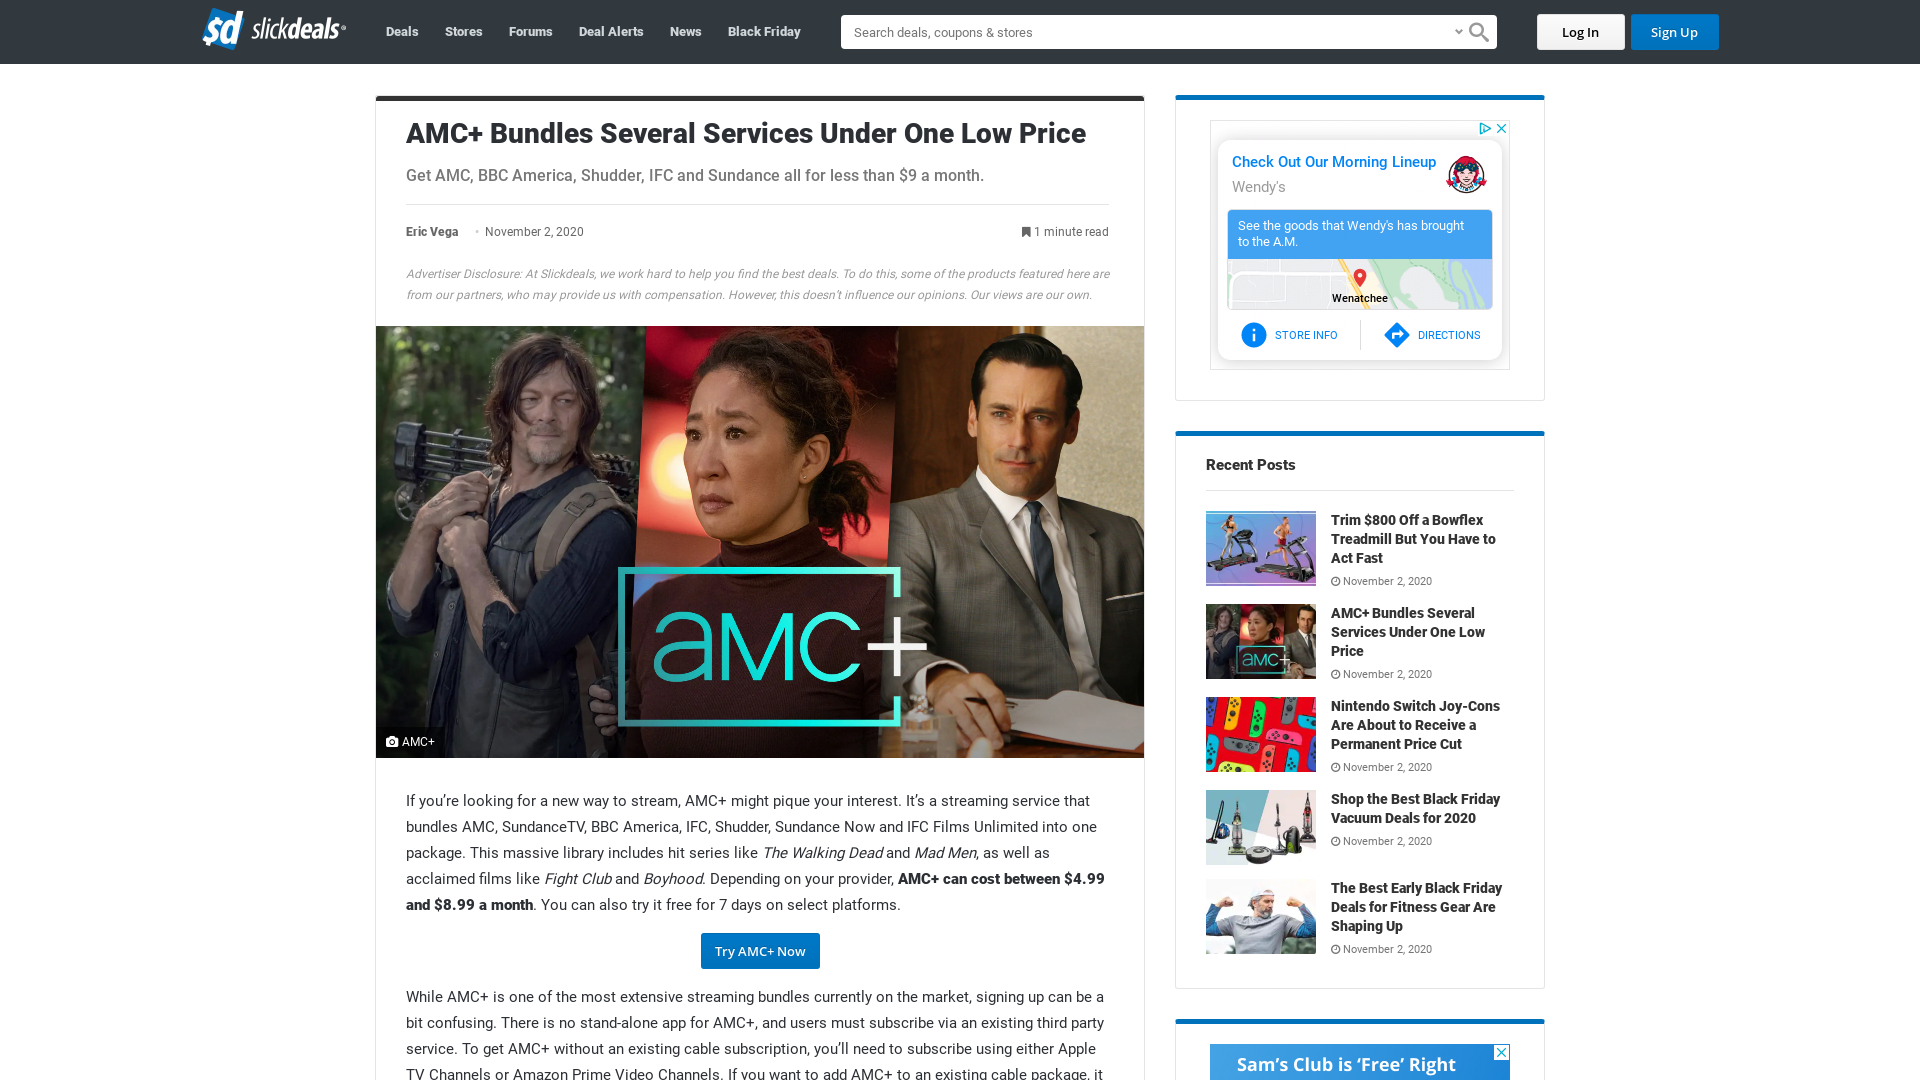 sd slickdeals
Deals
Stores
Forums
Deal Alerts
News
Black Friday
Search deals, coupons & stores
Log In
Sign Up
AMC+ Bundles Several Services Under One Low Price
Get AMC, BBC America, Shudder, IFC and Sundance all for less than $9 a month.
Eric Vega
November 2, 2020
1 minute read
Advertiser Disclosure: At Slickdeals, we work hard to help you find the best deals. To do this, some of the products featured here are
from our partners, who may provide us with compensation. However, this doesn't influence our opinions. Our views are our own.
aMC+
AMC+
If you’re looking for a new way to stream, AMC+ might pique your interest. It’s a streaming service that
bundles AMC, SundanceTV, BBC America, IFC, Shudder, Sundance Now and IFC Films Unlimited into one
package. This massive library includes hit series like The Walking Dead and Mad Men, as well as
acclaimed films like Fight Club and Boyhood. Depending on your provider, AMC+ can cost between $4.99
and $8.99 a month. You can also try it free for 7 days on select platforms.
Try AMC+ Now
While AMC+ is one of the most extensive streaming bundles currently on the market, signing up can be a
bit confusing. There is no stand-alone app for AMC+, and users must subscribe via an existing third party
service. To get AMC+ without an existing cable subscription, you’ll need to subscribe using either Apple
TV Channels or Amazon Prime Video Channels. If you want to add AMC+ to an existing cable package, it
Check Out Our Morning Lineup
Wendy's
See the goods that Wendy's has brought
to the A.M.
Wenatchee
STORE INFO
DIRECTIONS
Recent Posts
Trim $800 Off a Bowflex
Treadmill But You Have to
Act Fast
November 2, 2020
AMC+ Bundles Several
Services Under One Low
Price
November 2, 2020
aMC+
Nintendo Switch Joy-Cons
Are About to Receive a
Permanent Price Cut
November 2, 2020
Shop the Best Black Friday
Vacuum Deals for 2020
November 2, 2020
The Best Early Black Friday
Deals for Fitness Gear Are
Shaping Up
November 2, 2020
Sam’s Club is ‘Free’ Right